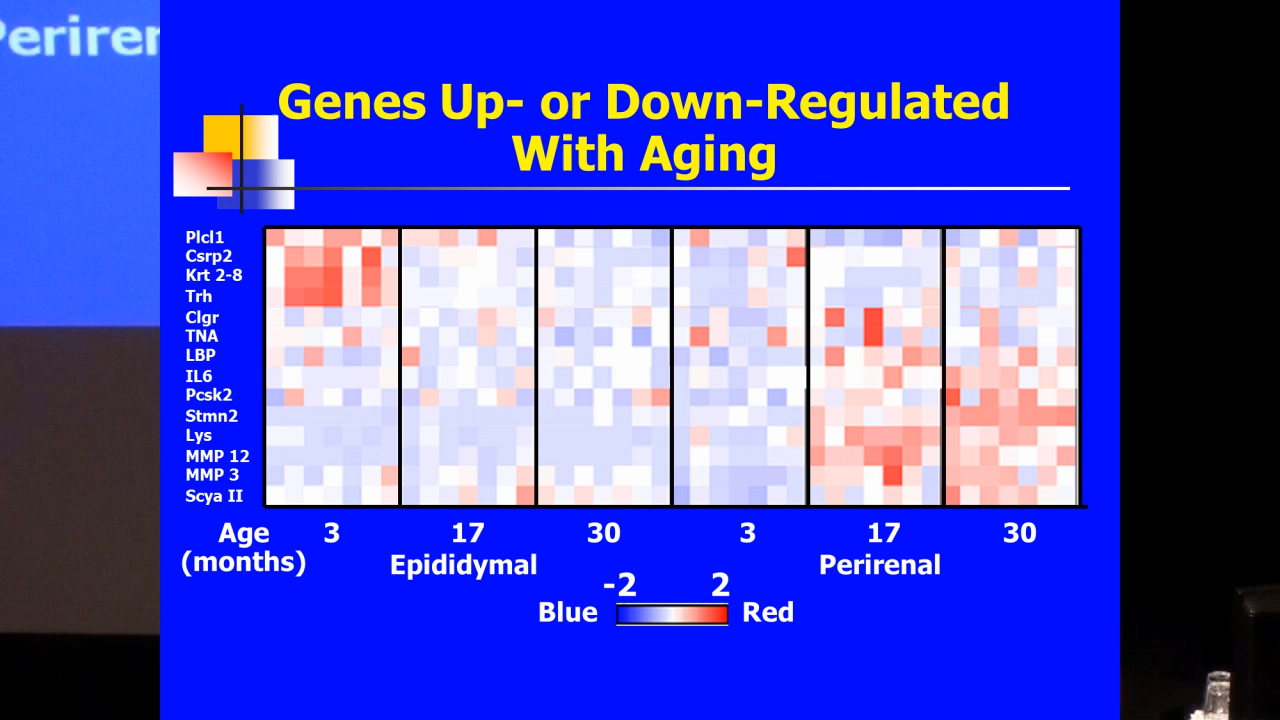 Perirer
Genes Up- or Down-Regulated
With Aging
Plcl1
Csrp2
Krt 2-8
Trh
Clgr
TNA
LBP
IL6
Pcsk2
Stmn2
Lys
MMP 12
MMP 3
Scya II
Age 3 17 30 3 17 30
(months) Epididymal Perirenal
-2 2
Blue Red